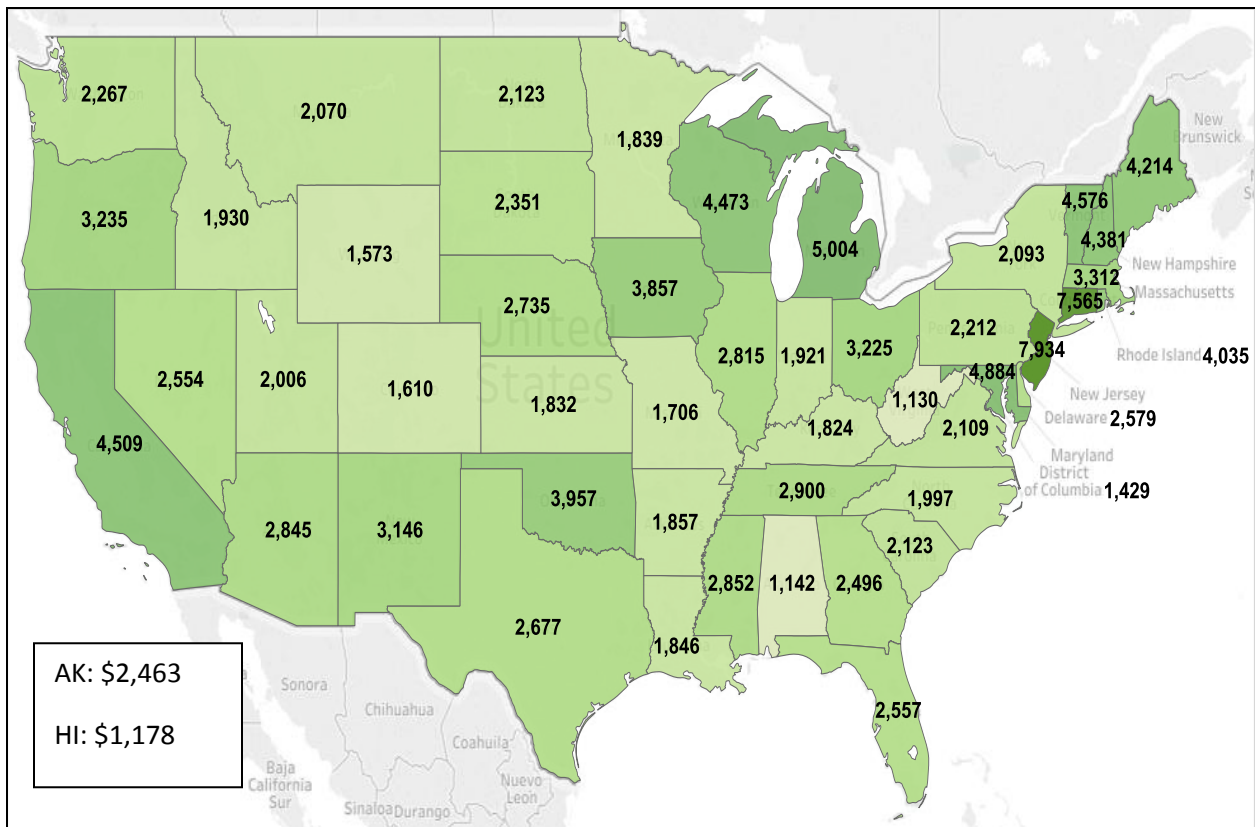 2,267
2,070
2,123
1,839
4,214
New
Brunswick
3,235
1,930
2,351
4,473
5,004
4,576
4,381
1,573
2,093
New Hampshire
3,857
3,312
Massachusetts
2,735
7,565
United
States
2,212
2,554
2,006
1,610
1,832
2,815
1,921
3,225
7,934
Rhode Island 4,035
4,884
New Jersey
1,706
1,130
Delaware 2,579
4,509
1,824
2,109
Maryland
District
of Columbia 1,429
2,845
3,146
3,957
2,900
1,997
1,857
2,123
2,852
1,142
2,496
2,677
1,846
2,557
AK: $2,463
HI: $1,178
Sonora
Chihuahua
Coahuila
Baja
California
Sur
Sinaloa Durango
Nuevo
Leon